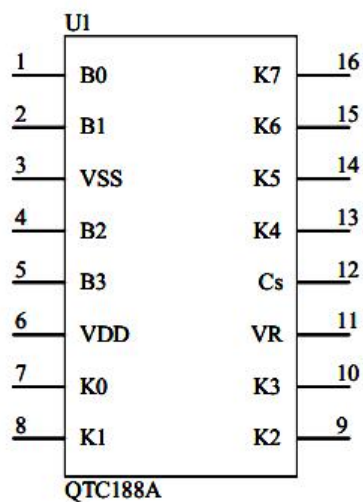 U1
1 B0 K7 16
2 B1 K6 15
3 VSS K5 14
4 B2 K4 13
5 B3 Cs 12
6 VDD VR 11
7 K0 K3 10
8 K1 K2 9
QTC188A